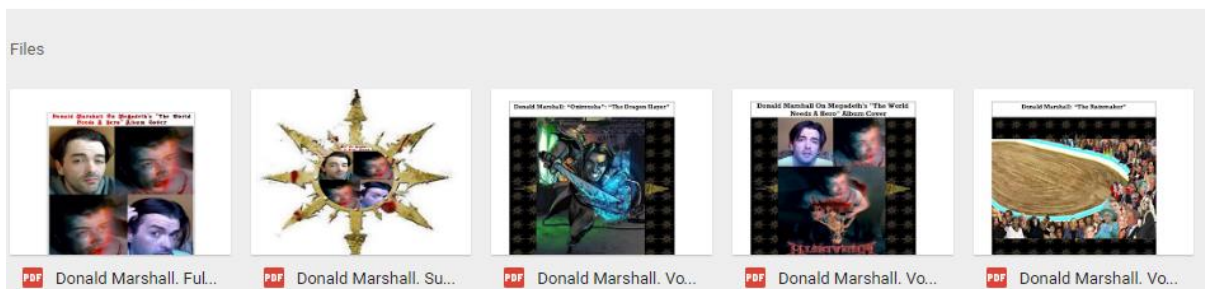 Files
Donald Marshall On Megadeth's "The World
Needs A Hero" Album Cover
Donald Marshall: "Onimusha": "The Dragon Slayer"
Donald Marshall On Megadeth's "The World
Needs A Hero" Album Cover
Donald Marshall: "The Rainmaker"
PDF Donald Marshall. Ful...
PDF Donald Marshall. Su...
PDF Donald Marshall. Vo...
PDF Donald Marshall. Vo...
PDF Donald Marshall. Vo...